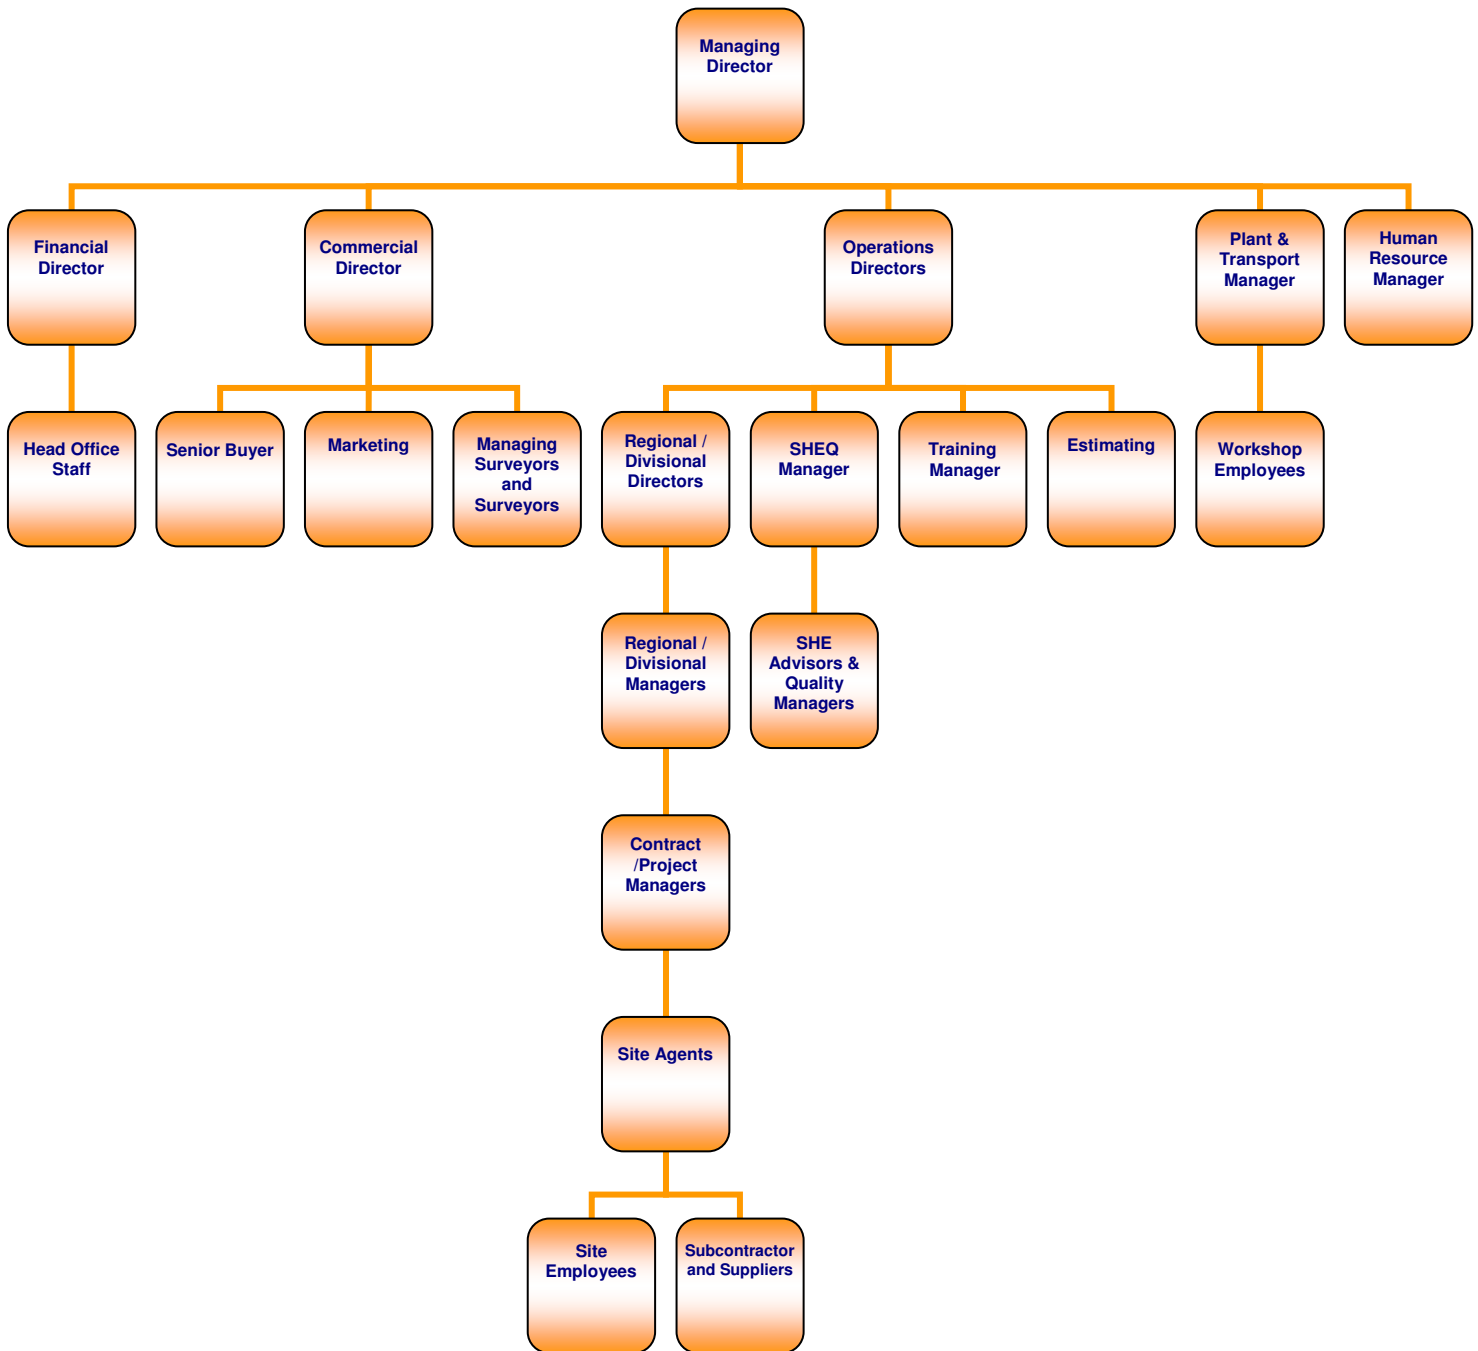 Managing
Director
Financial
Director
Commercial
Director
Operations
Directors
Plant &
Transport
Manager
Human
Resource
Manager
Head Office
Staff
Senior Buyer
Marketing
Managing
Surveyors
and
Surveyors
Regional /
Divisional
Directors
SHEQ
Manager
Training
Manager
Estimating
Workshop
Employees
Regional /
Divisional
Managers
SHE
Advisors &
Quality
Managers
Contract
/Project
Managers
Site Agents
Site
Employees
Subcontractor
and Suppliers